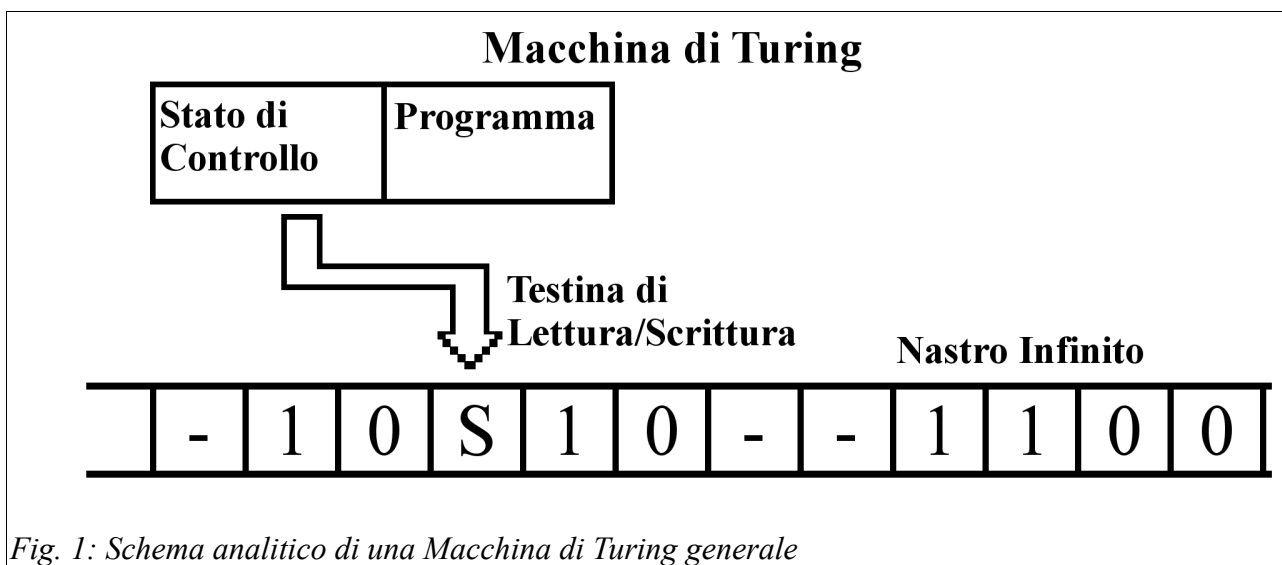 Macchina di Turing
Stato di
Controllo
Programma
Testina di
Lettura/Scrittura
Nastro Infinito
- 1 0 S 1 0 - - 1 1 0 0
Fig. 1: Schema analitico di una Macchina di Turing generale